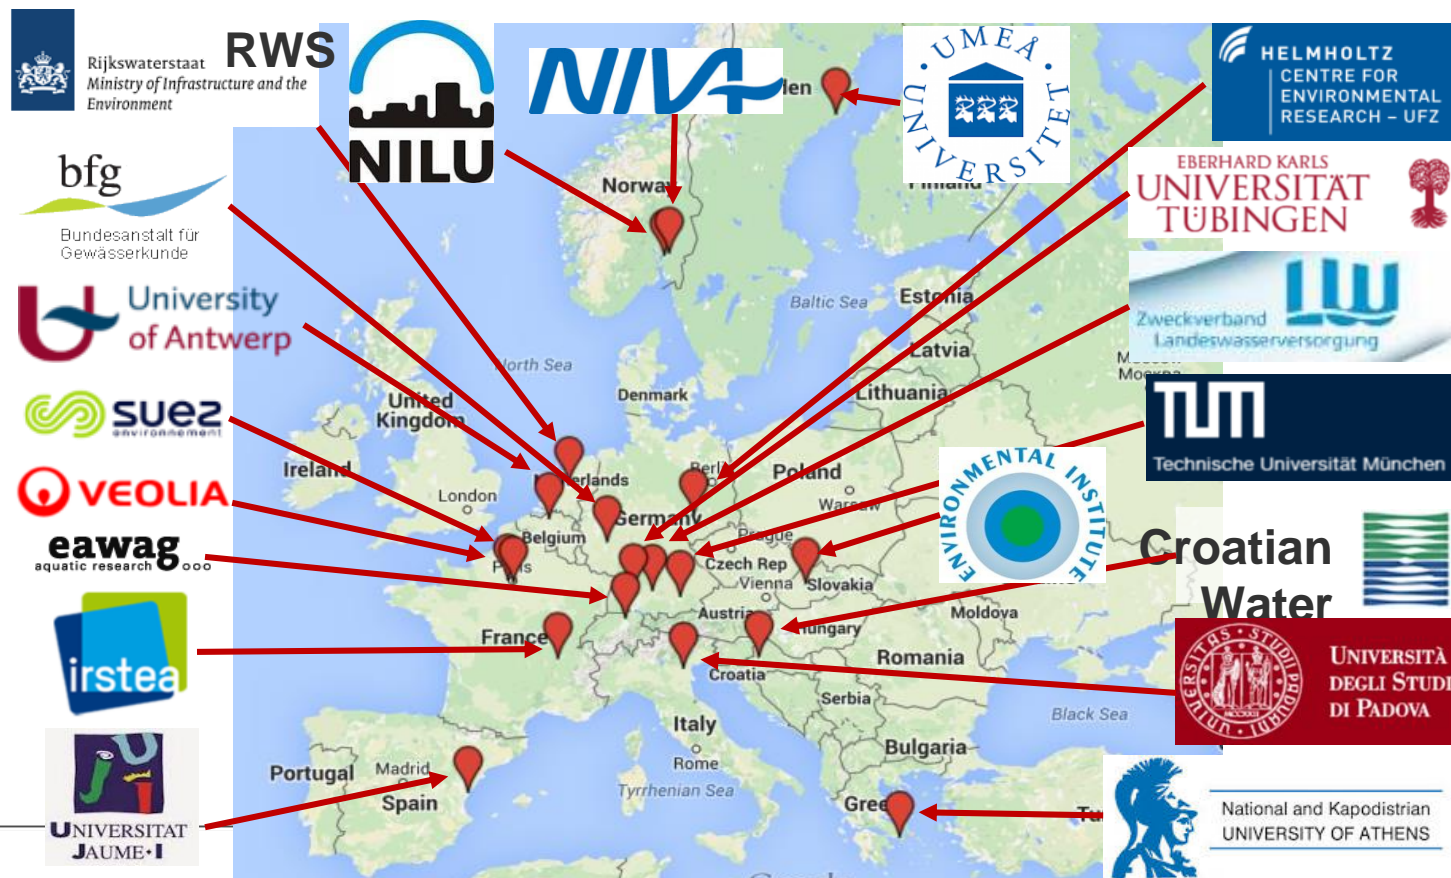 RWS
Rijkswaterstaat
Ministry of Infrastructure and the
Environment
NILU
NIVA
UMEÅ UNIVERSITET
HELMHOLTZ
CENTRE FOR
ENVIRONMENTAL
RESEARCH – UFZ
bfg
Bundesanstalt für
Gewässerkunde
EBERHARD KARLS
UNIVERSITÄT
TÜBINGEN
University
of Antwerp
LW
Zweckverband
Landeswasserversorgung
suez
environnement
TUM
Technische Universität München
VEOLIA
eawag
aquatic research
ENVIRONMENTAL INSTITUTE
Croatian
Water
irstea
UNIVERSITÀ
DEGLI STUDI
DI PADOVA
UNIVERSITAT
JAUME·I
National and Kapodistrian
UNIVERSITY OF ATHENS
Norway
Baltic Sea
Estonia
Latvia
Lithuania
North Sea
Denmark
United
Kingdom
Ireland
London
Poland
Germany
Belgium
Prague
Czech Rep
Vienna
Slovakia
Moldova
France
Romania
Croatia
Serbia
Black Sea
Italy
Rome
Bulgaria
Portugal
Madrid
Spain
Tyrrhenian Sea